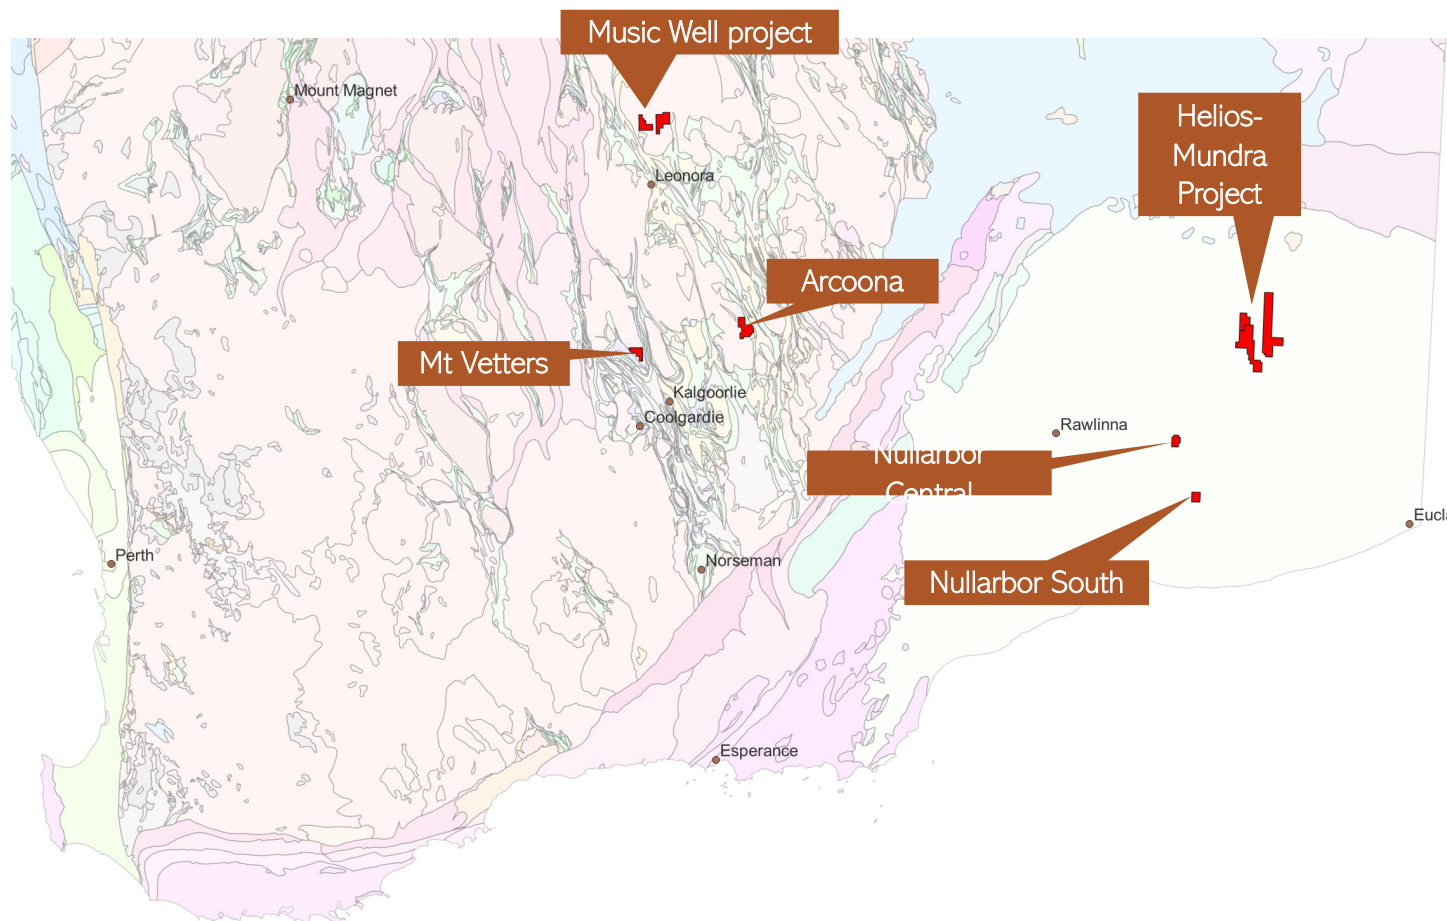 Music Well project
Mount Magnet
Helios-
Mundra
Project
Leonora
Arcoona
Mt Vetters
Kalgoorlie
Coolgardie
Rawlinna
Nullarbor
Central
Eucla
Perth
Norseman
Nullarbor South
Esperance